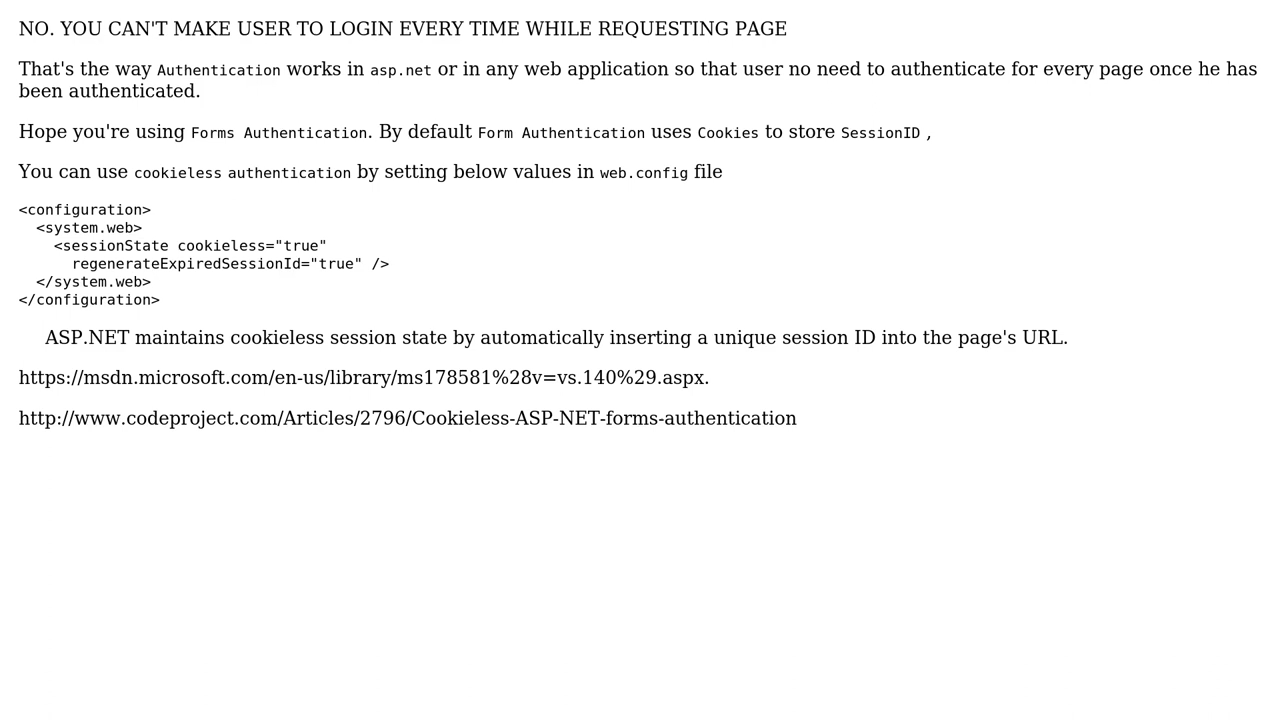 NO. YOU CAN'T MAKE USER TO LOGIN EVERY TIME WHILE REQUESTING PAGE
That's the way Authentication works in asp.net or in any web application so that user no need to authenticate for every page once he has
been authenticated.
Hope you're using Forms Authentication. By default Form Authentication uses Cookies to store SessionID ,
You can use cookieless authentication by setting below values in web.config file
<configuration>
  <system.web>
    <sessionState cookieless="true"
      regenerateExpiredSessionId="true" />
  </system.web>
</configuration>
ASP.NET maintains cookieless session state by automatically inserting a unique session ID into the page's URL.
https://msdn.microsoft.com/en-us/library/ms178581%28v=vs.140%29.aspx.
http://www.codeproject.com/Articles/2796/Cookieless-ASP-NET-forms-authentication